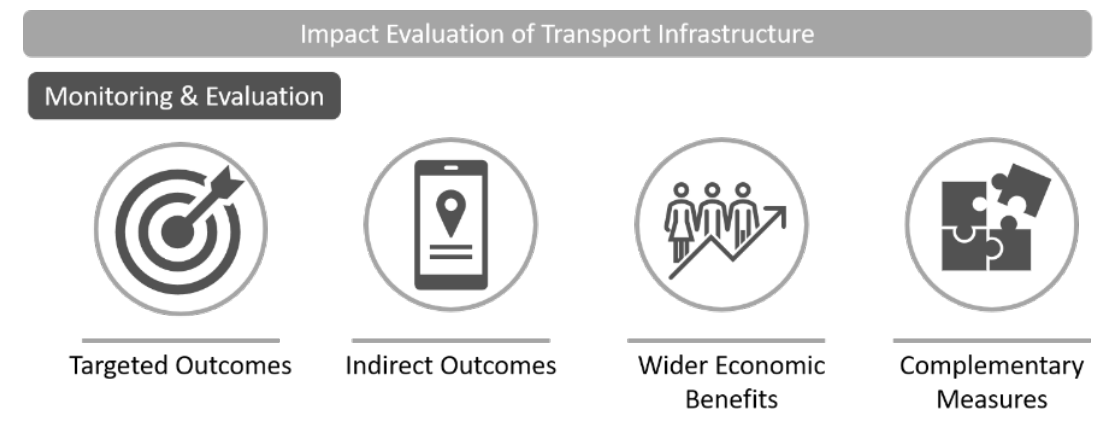 Impact Evaluation of Transport Infrastructure
Monitoring & Evaluation
Targeted Outcomes
Indirect Outcomes
Wider Economic
Benefits
Complementary
Measures